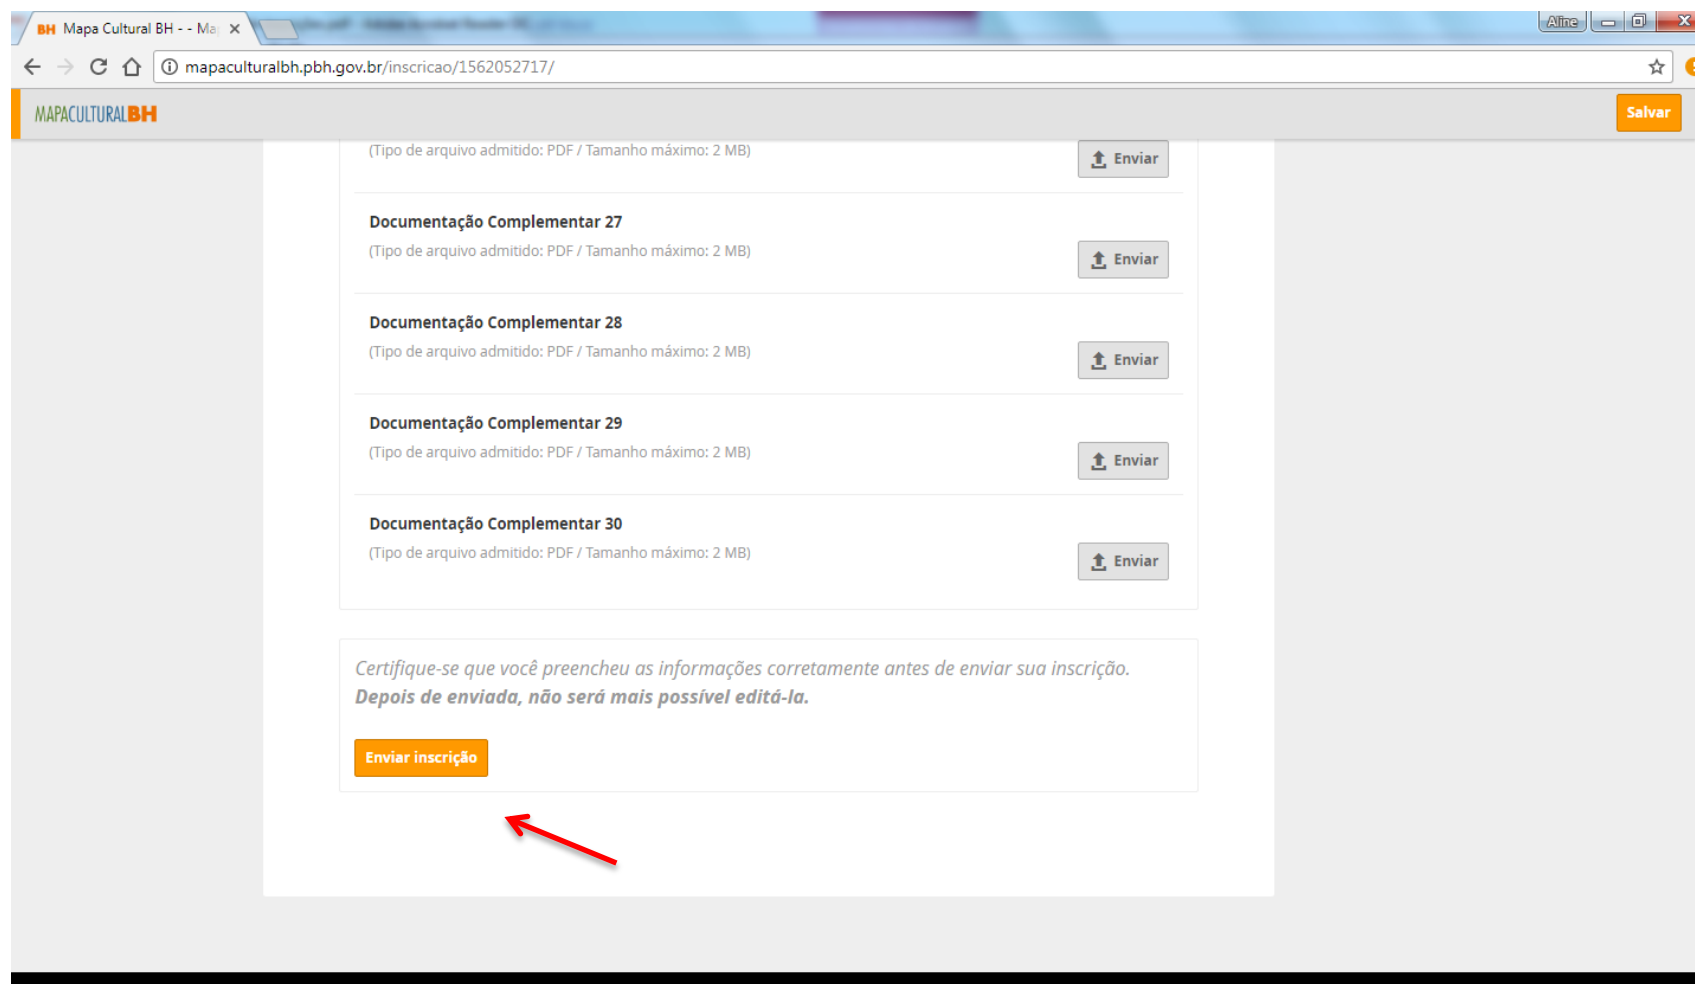 BH Mapa Cultural BH - - Ma
Aline
mapaculturalbh.pbh.gov.br/inscricao/1562052717/
MAPACULTURALBH
Salvar
(Tipo de arquivo admitido: PDF / Tamanho máximo: 2 MB)
Enviar
Documentação Complementar 27
(Tipo de arquivo admitido: PDF / Tamanho máximo: 2 MB)
Enviar
Documentação Complementar 28
(Tipo de arquivo admitido: PDF / Tamanho máximo: 2 MB)
Enviar
Documentação Complementar 29
(Tipo de arquivo admitido: PDF / Tamanho máximo: 2 MB)
Enviar
Documentação Complementar 30
(Tipo de arquivo admitido: PDF / Tamanho máximo: 2 MB)
Enviar
Certifique-se que você preencheu as informações corretamente antes de enviar sua inscrição.
Depois de enviada, não será mais possível editá-la.
Enviar inscrição